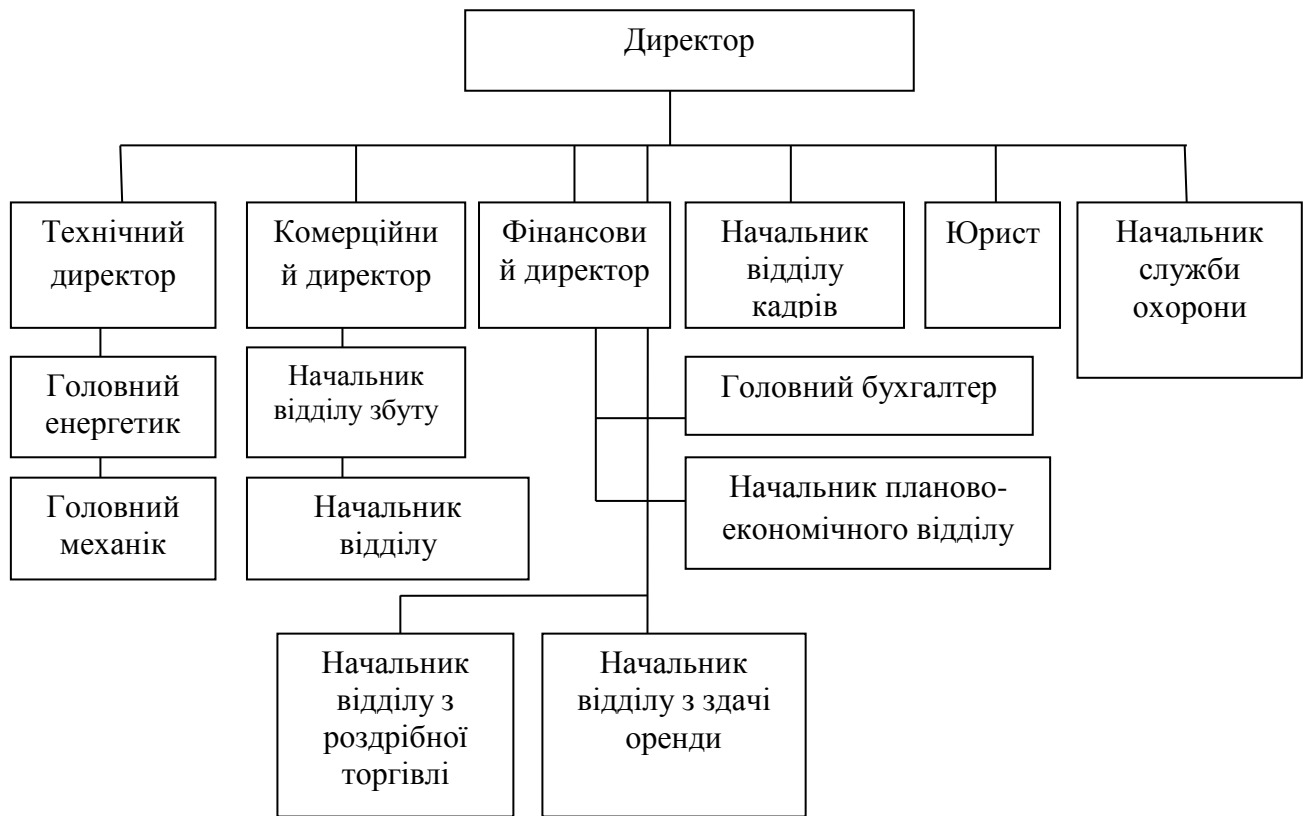 Директор
Технічний
директор
Комерційни
й директор
Фінансови
й директор
Начальник
відділу
кадрів
Юрист
Начальник
служби
охорони
Головний
енергетик
Начальник
відділу збуту
Головний бухгалтер
Головний
механік
Начальник
відділу
Начальник планово-
економічного відділу
Начальник
відділу з
роздрібної
торгівлі
Начальник
відділу з здачі
оренди